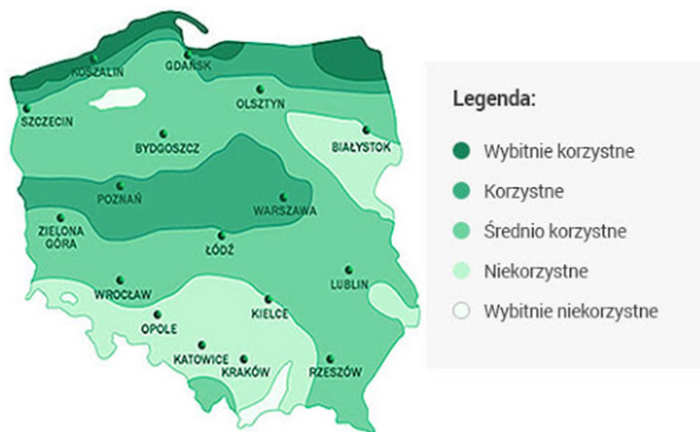 KOSZALIN
GDAŃSK
OLSZTYN
SZCZECIN
BYDGOSZCZ
BIAŁYSTOK
POZNAŃ
WARSZAWA
ZIELONA
GÓRA
ŁÓDŹ
LUBLIN
WROCŁAW
KIELCE
OPOLE
KATOWICE
KRAKÓW
RZESZÓW
Legenda:
Wybitnie korzystne
Korzystne
Średnio korzystne
Niekorzystne
Wybitnie niekorzystne